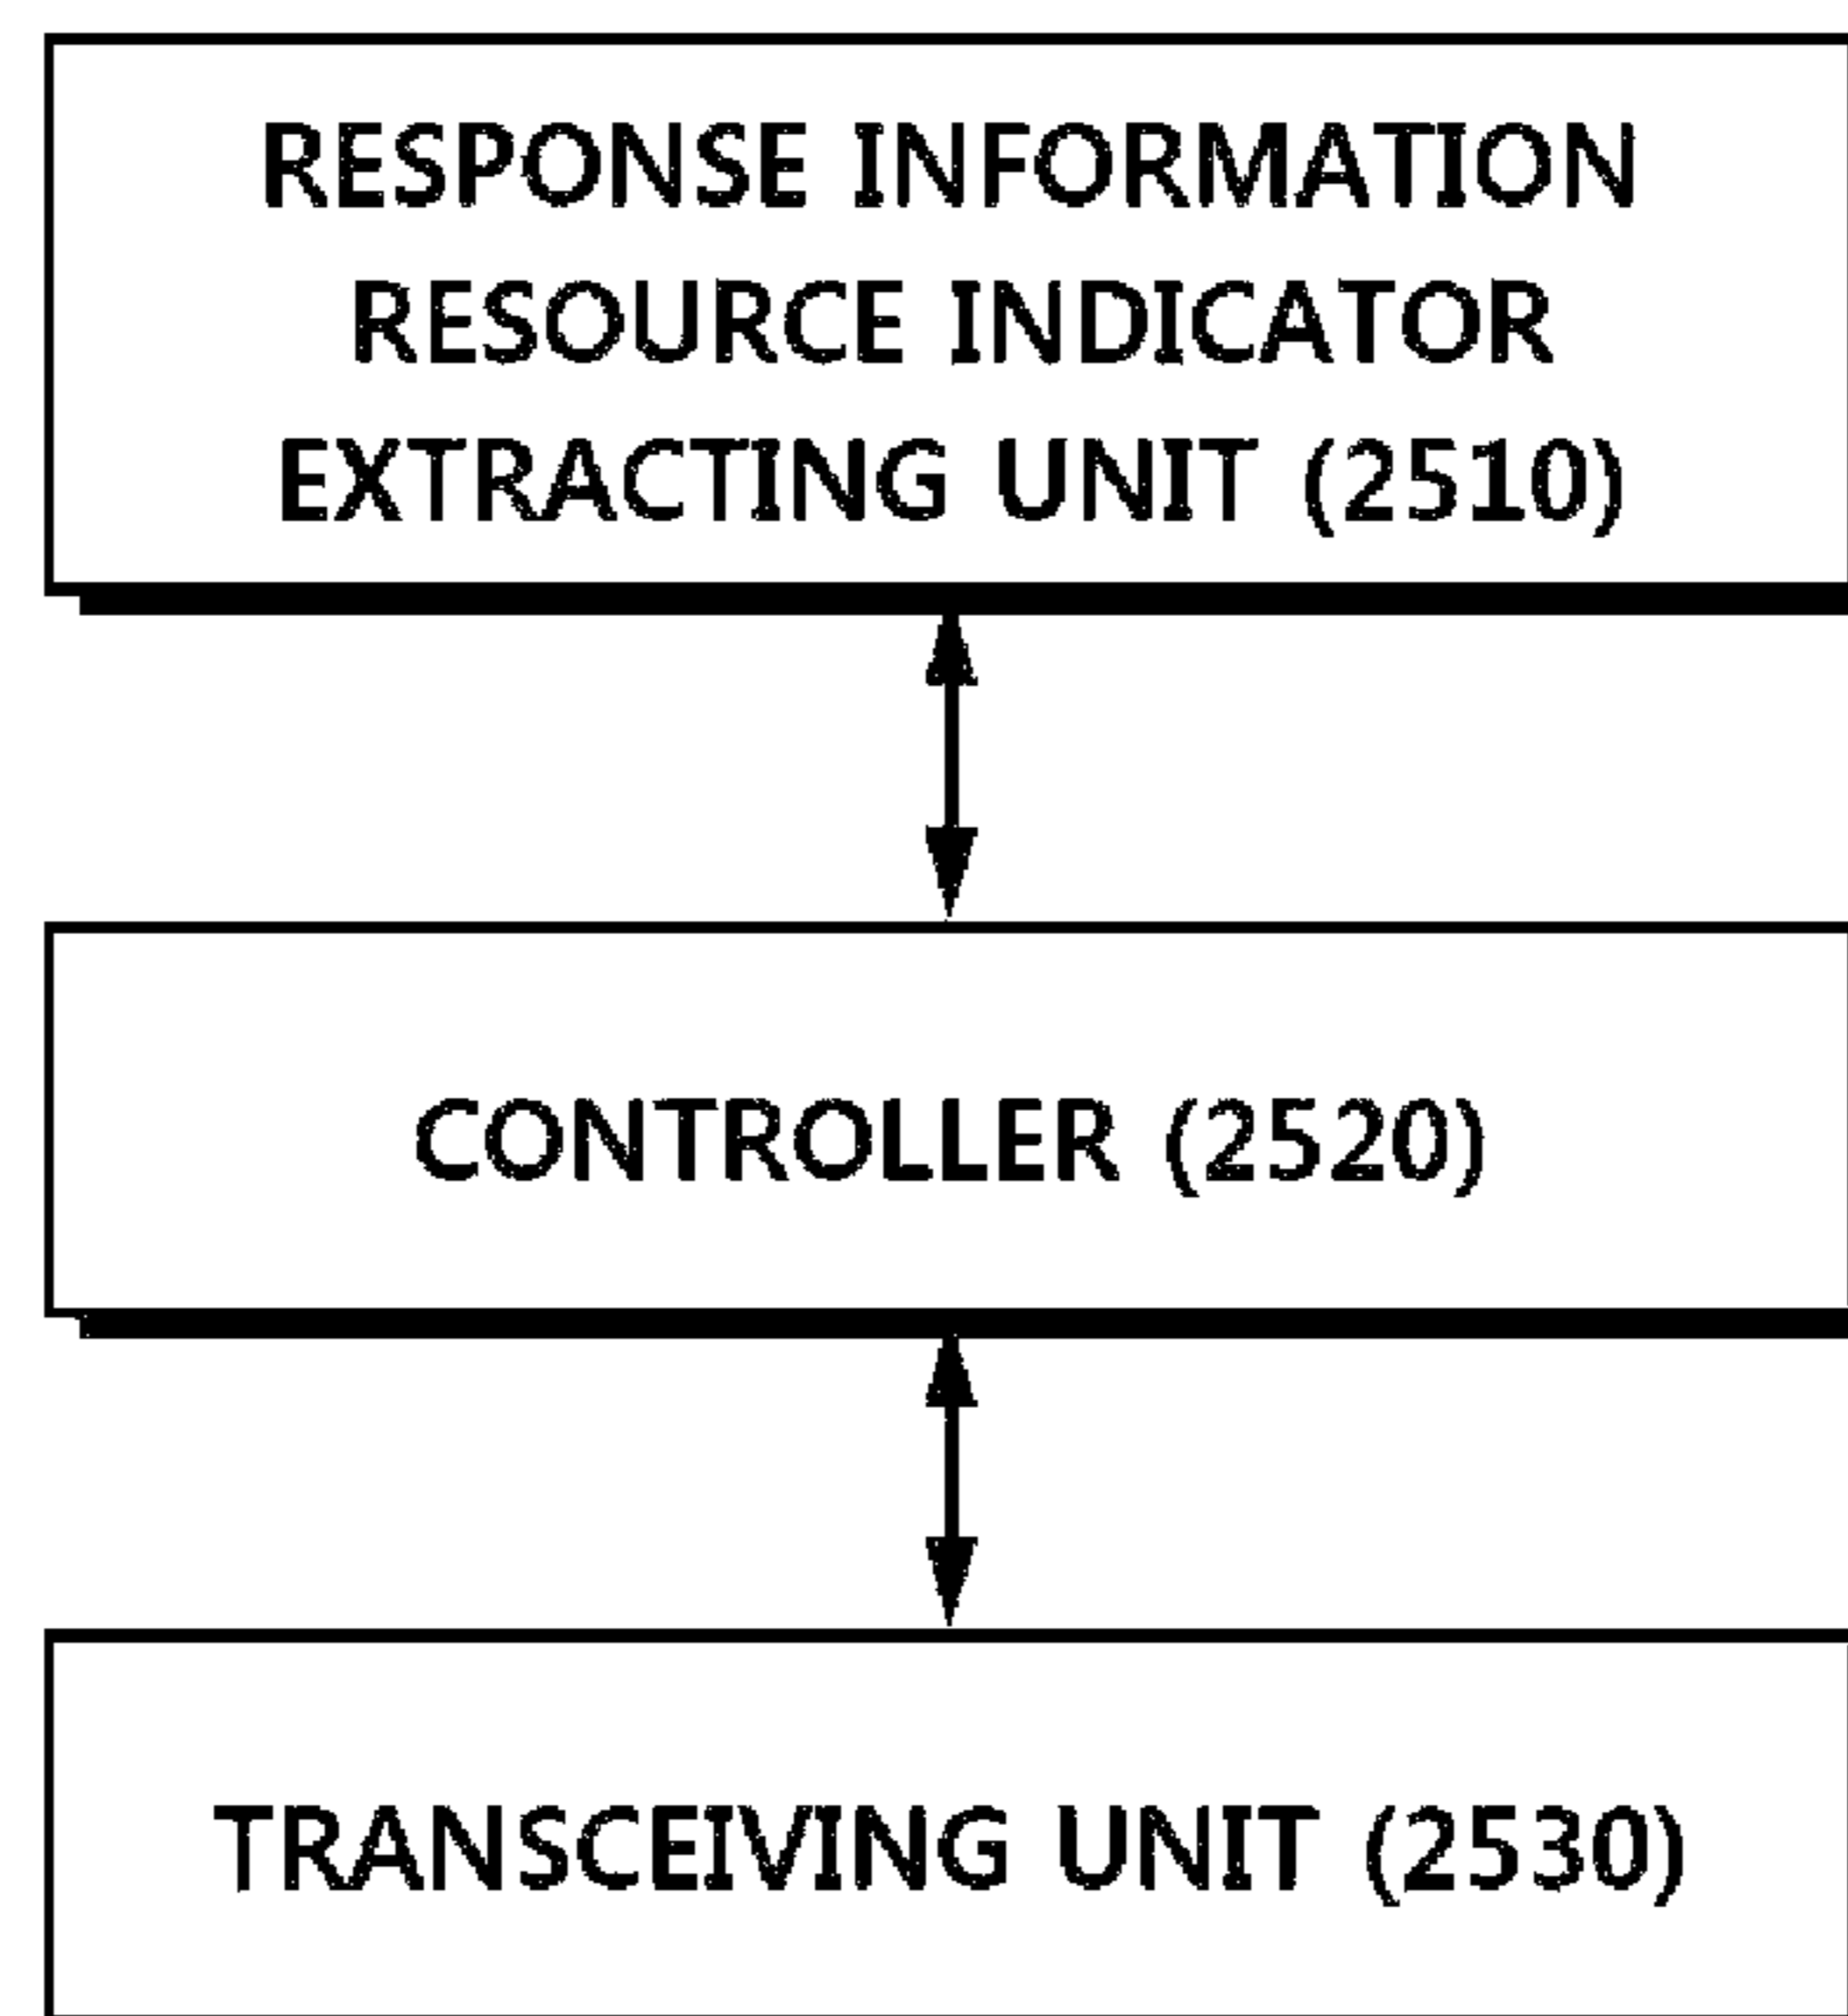 RESPONSE INFORMATION
RESOURCE INDICATOR
EXTRACTING UNIT (2510)
CONTROLLER (2520)
TRANSCEIVING UNIT (2530)